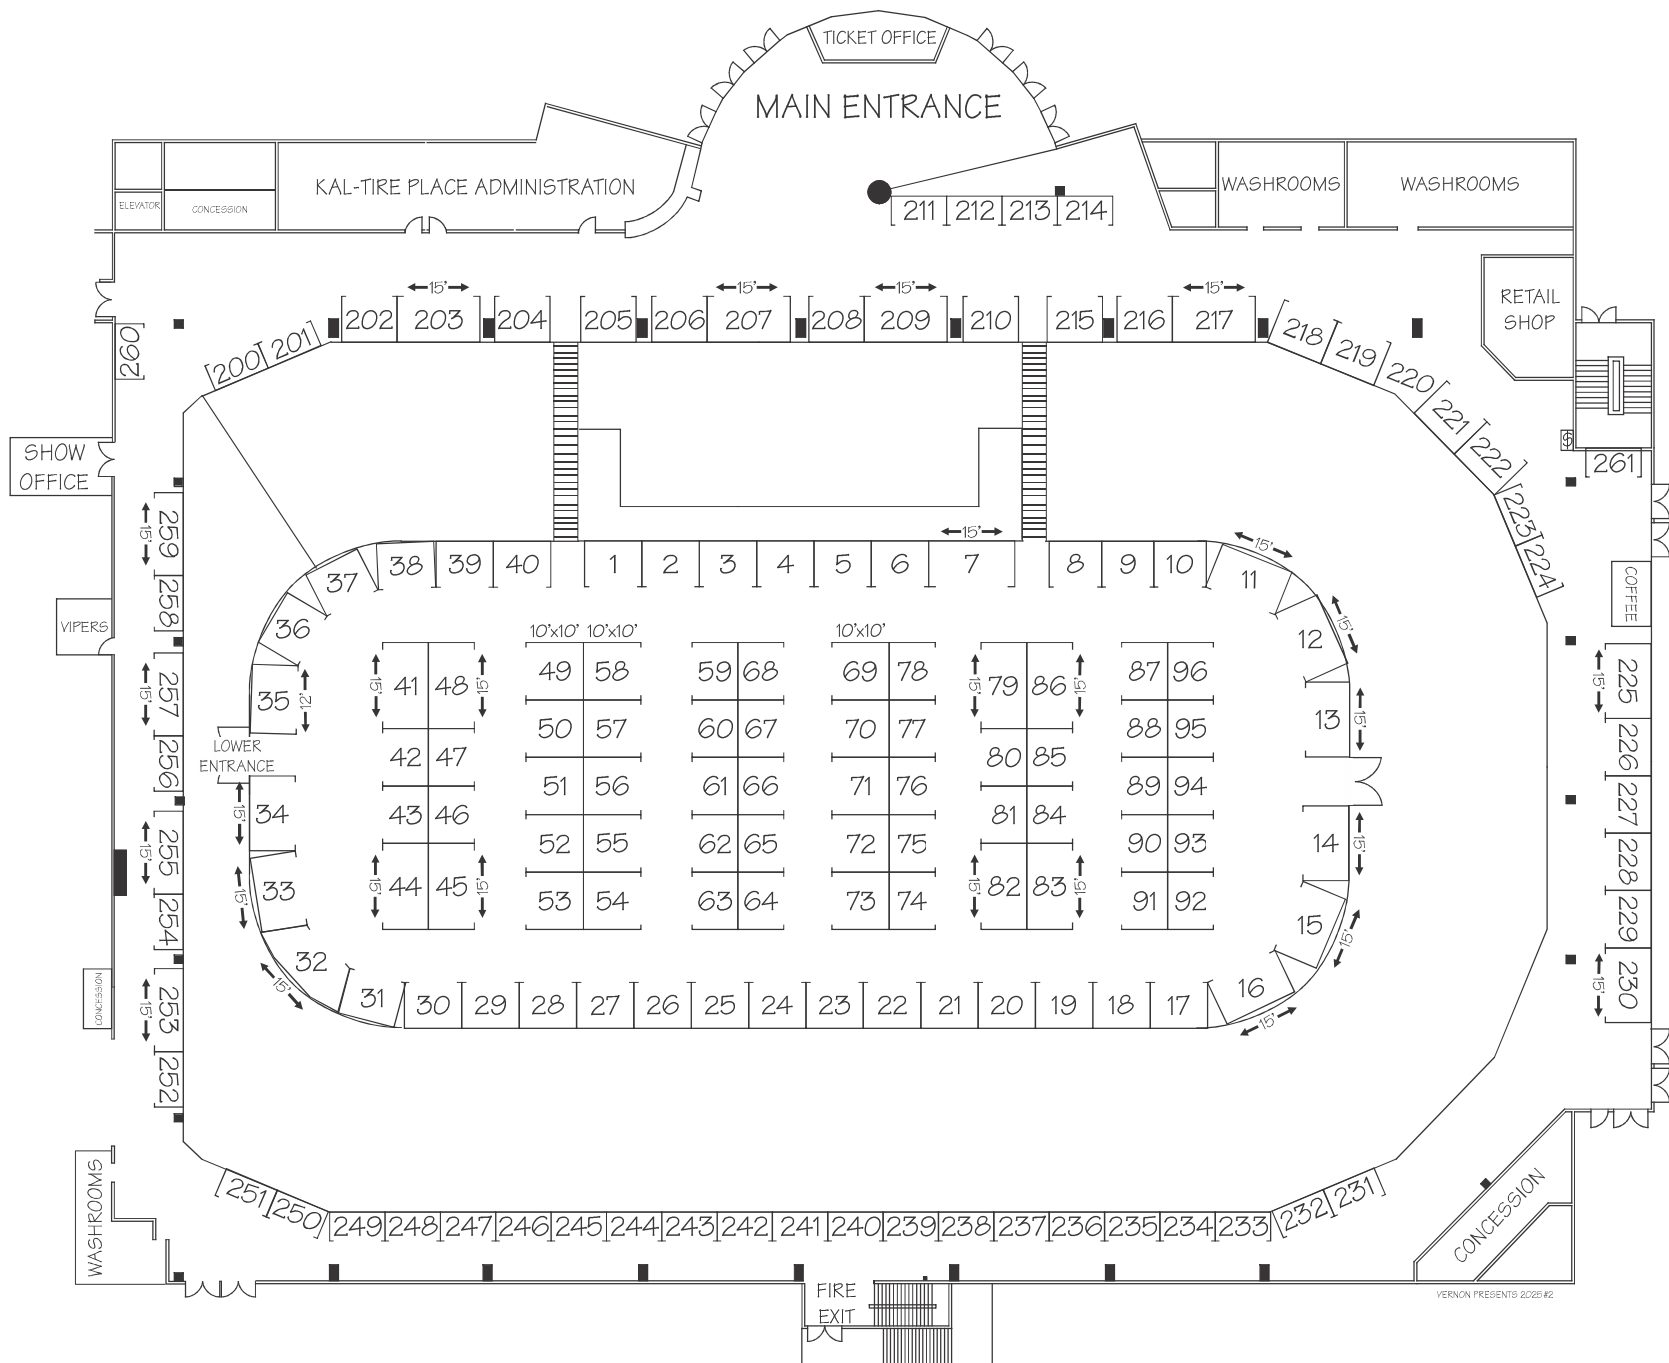 TICKET OFFICE
MAIN ENTRANCE
KAL-TIRE PLACE ADMINISTRATION
ELEVATOR
CONCESSION
WASHROOMS
WASHROOMS
211 212 213 214
RETAIL
SHOP
15' 15' 15' 15'
202 203 204 205 206 207 208 209 210 215 216 217
200 201
218 219 220 221 222 223 224
260
SHOW
OFFICE
$
261
COFFEE
VIPERS
259 15'
258
257 15'
256
255 15'
254
253 15'
252
CONCESSION
225 15'
226
227
228
229
230 15'
15'
38 39 40 1 2 3 4 5 6 7 8 9 10
37
36
35 12'
LOWER
ENTRANCE
34 15'
33 15'
32 15'
31
11 15'
12 15'
13 15'
14 15'
15 15'
16 15'
10'x10' 10'x10' 10'x10'
15' 41 48 15'
42 47
43 46
15' 44 45 15'
49 58
50 57
51 56
52 55
53 54
59 68
60 67
61 66
62 65
63 64
69 78
70 77
71 76
72 75
73 74
15' 79 86 15'
80 85
81 84
15' 82 83 15'
87 96
88 95
89 94
90 93
91 92
30 29 28 27 26 25 24 23 22 21 20 19 18 17
WASHROOMS
251 250 249 248 247 246 245 244 243 242 241 240 239 238 237 236 235 234 233 232 231
CONCESSION
FIRE
EXIT
VERNON PRESENTS 2025 #2